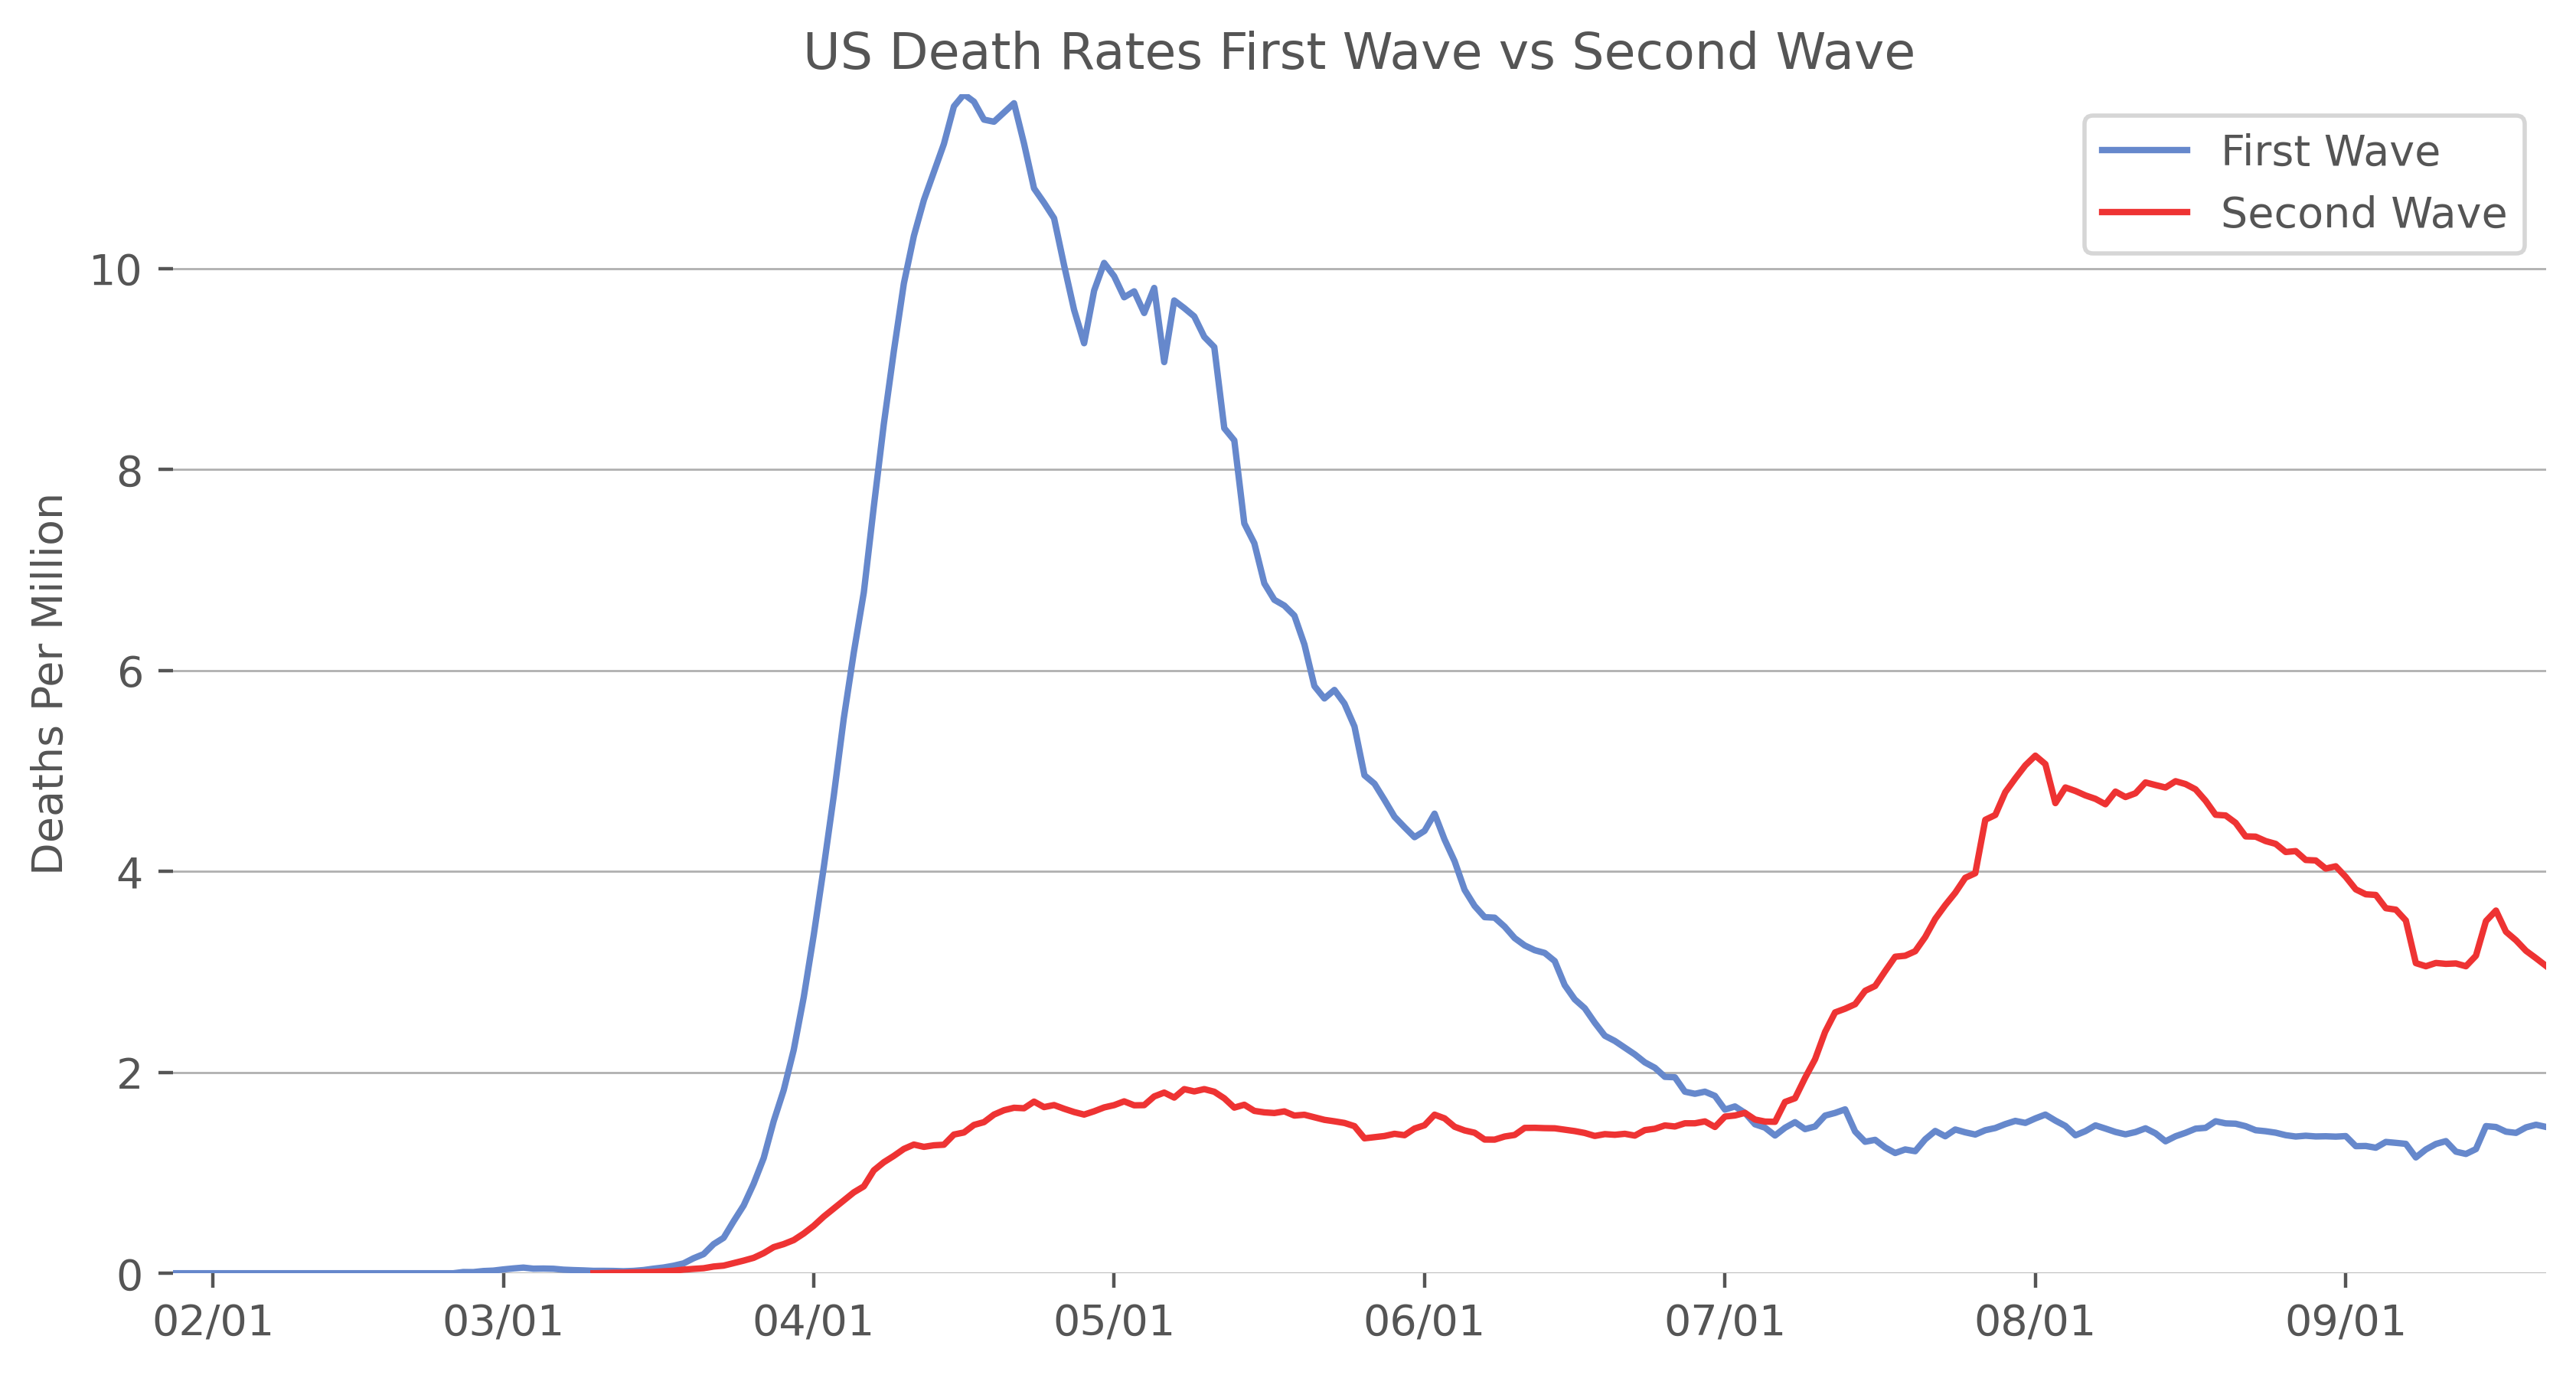 US Death Rates First Wave vs Second Wave
First Wave
Second Wave
Deaths Per Million
10
8
6
4
2
0
02/01 03/01 04/01 05/01 06/01 07/01 08/01 09/01